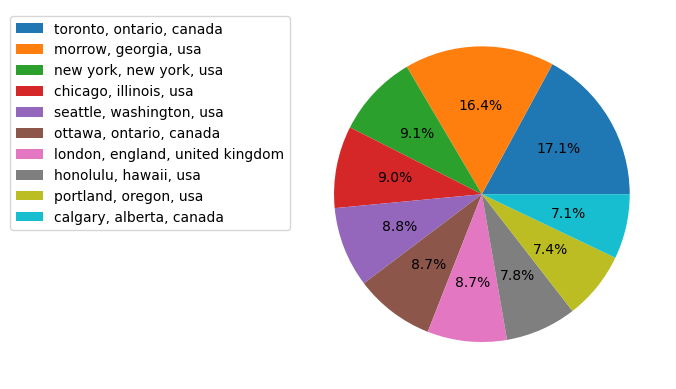 toronto, ontario, canada
morrow, georgia, usa
new york, new york, usa
chicago, illinois, usa
seattle, washington, usa
ottawa, ontario, canada
london, england, united kingdom
honolulu, hawaii, usa
portland, oregon, usa
calgary, alberta, canada
17.1%
16.4%
9.1%
9.0%
8.8%
8.7%
8.7%
7.8%
7.4%
7.1%